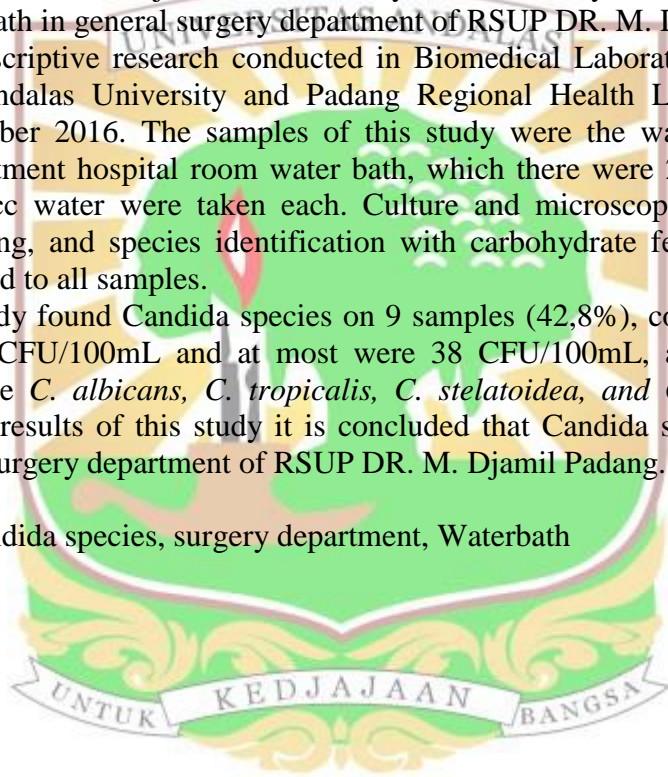 ath in general surgery department of RSUP DR. M. D
UNIVERSITAS ANDALAS
scriptive research conducted in Biomedical Laborat
ndalas University and Padang Regional Health L
ber 2016. The samples of this study were the wa
tment hospital room water bath, which there were
cc water were taken each. Culture and microscop
ng, and species identification with carbohydrate fe
d to all samples.
dy found Candida species on 9 samples (42,8%), co
CFU/100mL and at most were 38 CFU/100mL, a
e C. albicans, C. tropicalis, C. stelatoidea, and
results of this study it is concluded that Candida s
urgery department of RSUP DR. M. Djamil Padang.
ndida species, surgery department, Waterbath
UNTUK KEDJAJAAN BANGSA